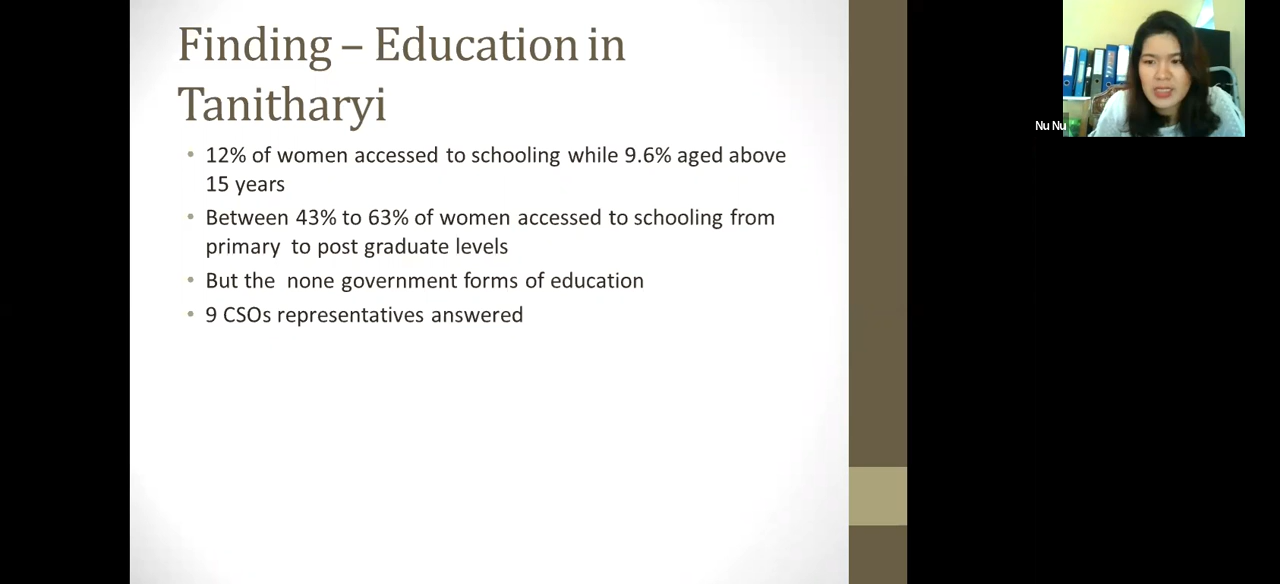 Finding – Education in
Tanitharyi
• 12% of women accessed to schooling while 9.6% aged above
15 years
• Between 43% to 63% of women accessed to schooling from
primary  to post graduate levels
• But the  none government forms of education
• 9 CSOs representatives answered
Nu Nu